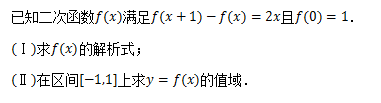 已知二次函数f(x)满足f(x+1)−f(x)=2x且f(0)=1.
(Ⅰ)求f(x)的解析式;
(Ⅱ)在区间[−1,1]上求y=f(x)的值域.